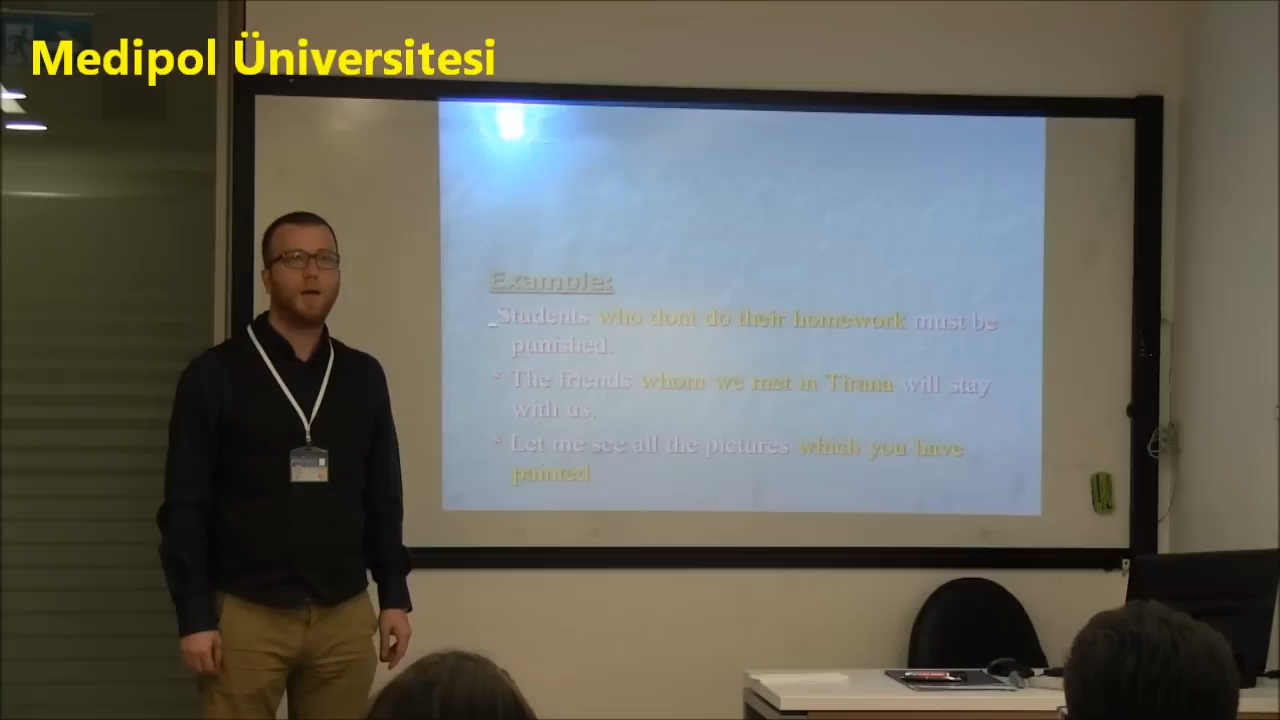 Medipol Üniversitesi
Example:
_Students who dont do their homework must be
punished.
* The friends whom we met in Tirana will stay
with us.
* Let me see all the pictures which you have
painted